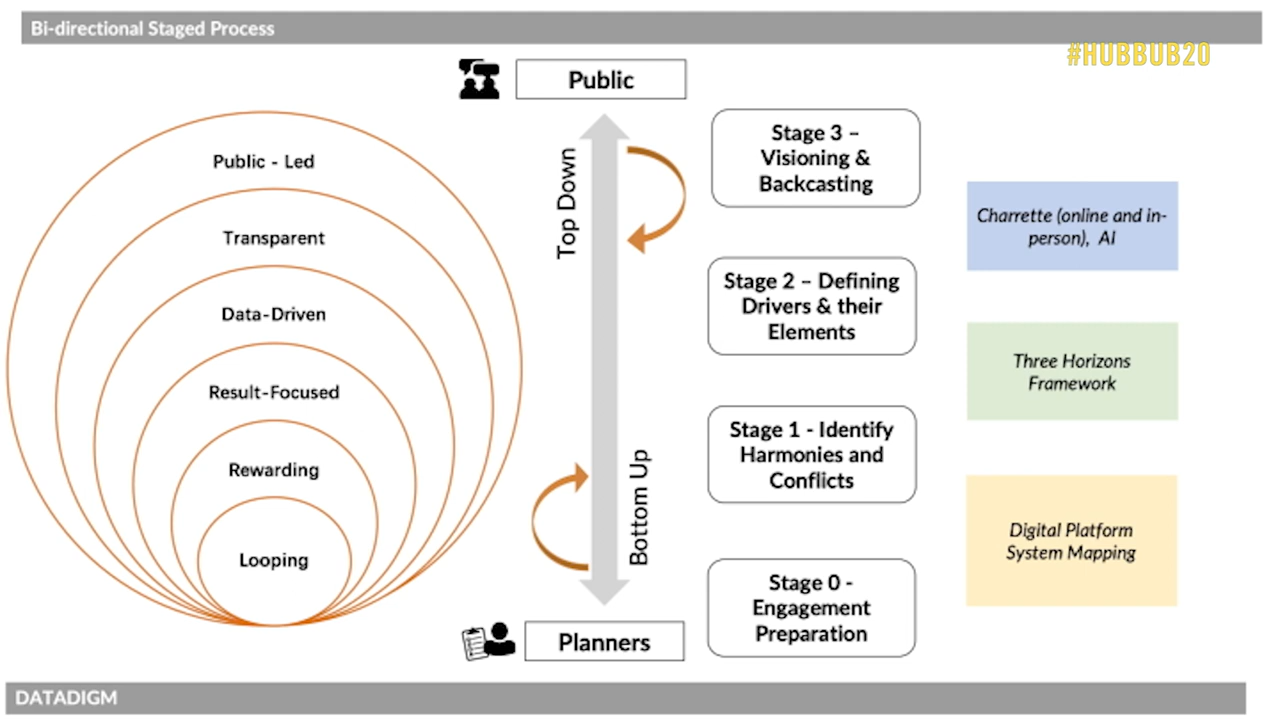 Bi-directional Staged Process
#HUBBUB20
Public
Public - Led
Transparent
Data-Driven
Result-Focused
Rewarding
Looping
Top Down
Bottom Up
Planners
Stage 3 –
Visioning &
Backcasting
Stage 2 – Defining
Drivers & their
Elements
Stage 1 - Identify
Harmonies and
Conflicts
Stage 0 -
Engagement
Preparation
Charrette (online and in-
person), AI
Three Horizons
Framework
Digital Platform
System Mapping
DATADIGM